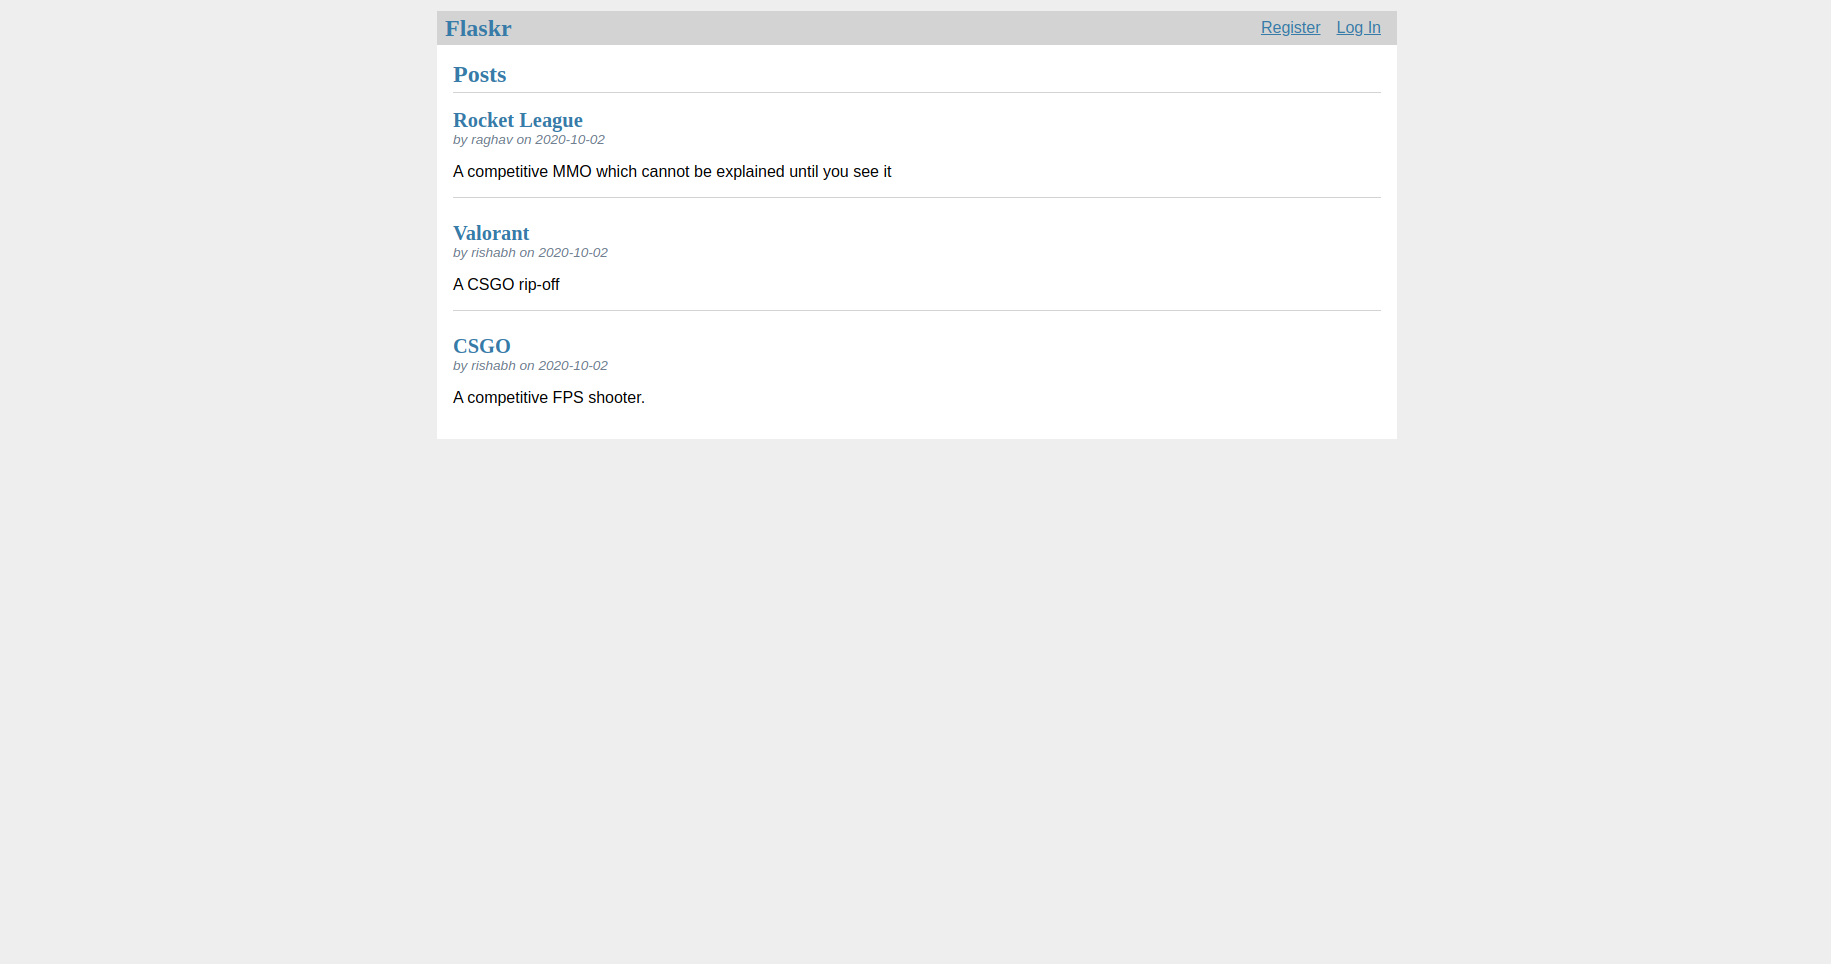 Flaskr Register Log In
Posts
Rocket League
by raghav on 2020-10-02
A competitive MMO which cannot be explained until you see it
Valorant
by rishabh on 2020-10-02
A CSGO rip-off
CSGO
by rishabh on 2020-10-02
A competitive FPS shooter.